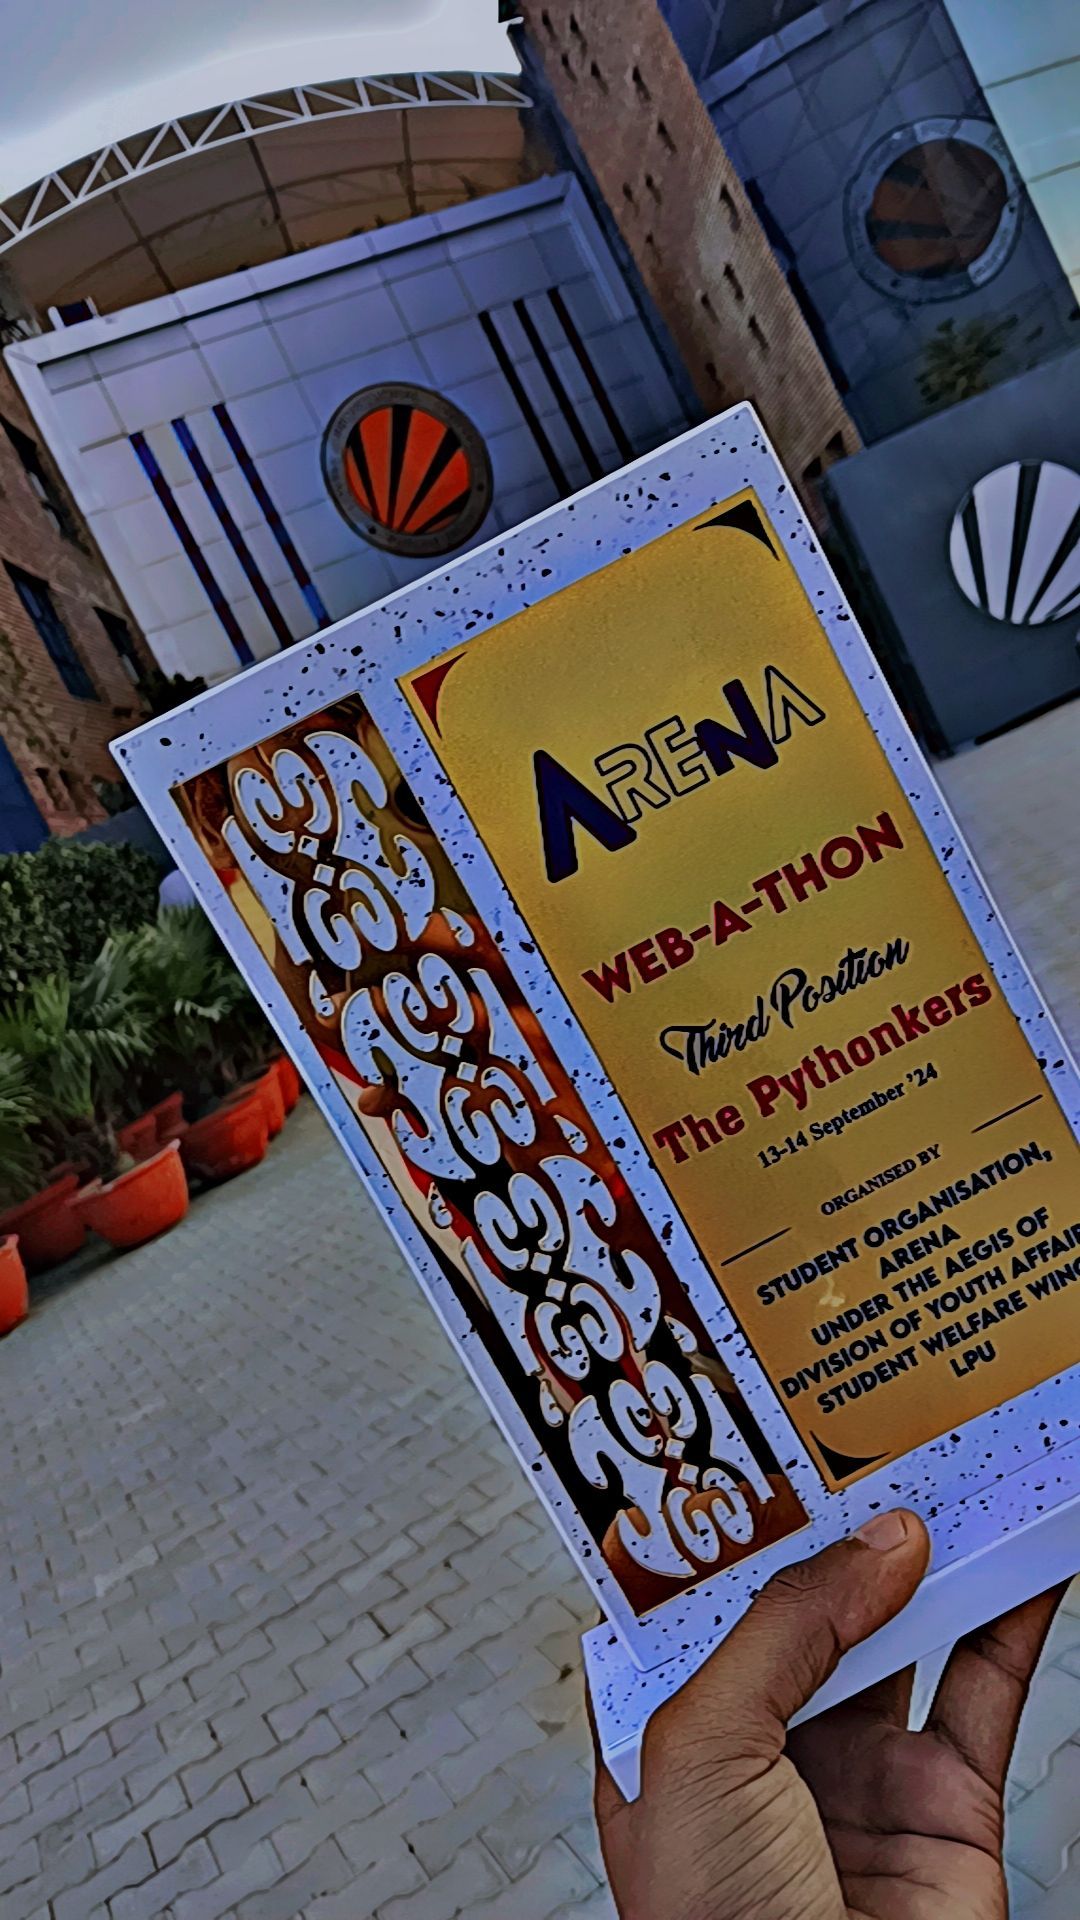 ARENA
WEB-A-THON
Third Position
The Pythonkers
13-14 September '24
ORGANISED BY
STUDENT ORGANISATION,
ARENA
UNDER THE AEGIS OF
DIVISION OF YOUTH AFFAIR
STUDENT WELFARE WING
LPU